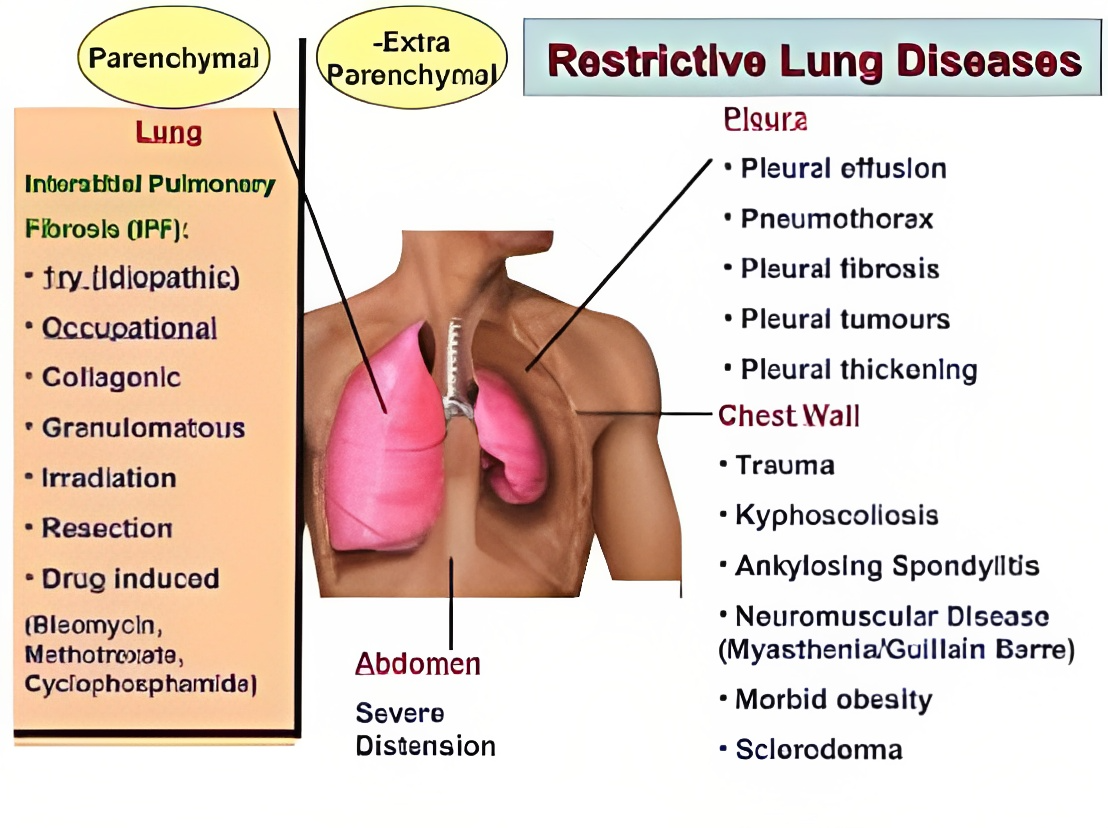 Parenchymal
-Extra
Parenchymal
Restrictive Lung Diseases
Lung
Pulmonary
Fibrosis (IPF):
• (Idiopathic)
• Occupational
• Collagenic
• Granulomatous
• Irradiation
• Resection
• Drug induced
(Bleomycin,
Methotrexate,
Cyclophosphamide)
Pleura
• Pleural effusion
• Pneumothorax
• Pleural fibrosis
• Pleural tumours
• Pleural thickening
Chest Wall
• Trauma
• Kyphoscoliosis
• Ankylosing Spondylitis
• Neuromuscular Disease
(Myasthenia/Guillain Barre)
• Morbid obesity
• Scleroderma
Abdomen
Severe
Distension